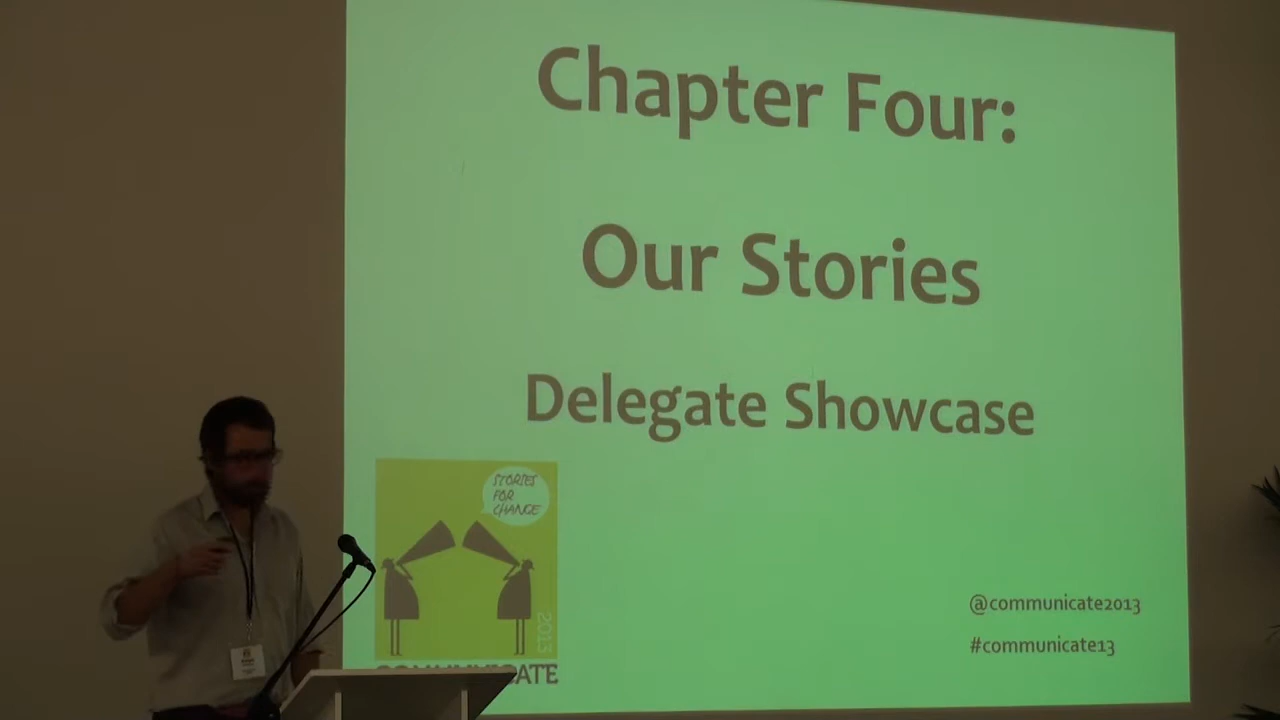 Chapter Four:
Our Stories
Delegate Showcase
STORIES
FOR
CHANGE
2013
@communicate2013
#communicate13